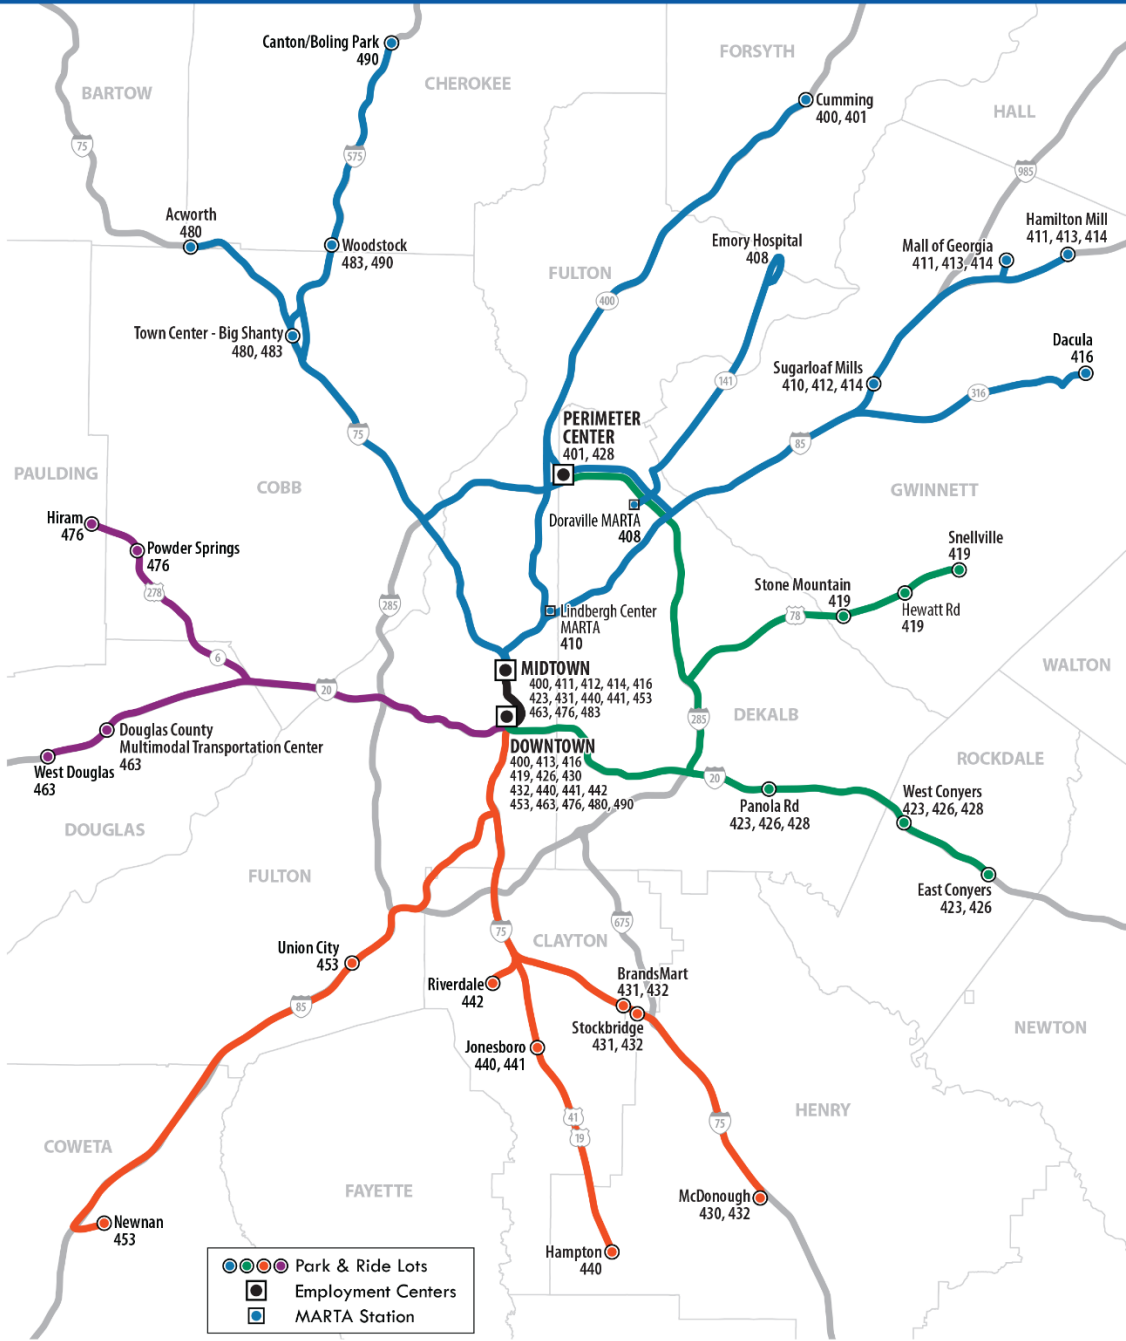 Canton/Boling Park
490
FORSYTH
CHEROKEE
BARTOW
Cumming
400, 401
HALL
75
575
985
Acworth
480
Woodstock
483, 490
Emory Hospital
408
Hamilton Mill
411, 413, 414
Mall of Georgia
411, 413, 414
FULTON
400
Town Center - Big Shanty
480, 483
Dacula
416
Sugarloaf Mills
410, 412, 414
141
316
75
PERIMETER
CENTER
401, 428
85
PAULDING
COBB
GWINNETT
Hiram
476
Doraville MARTA
408
Powder Springs
476
Snellville
419
278
285
Stone Mountain
419
Hewatt Rd
419
78
Lindbergh Center
MARTA
410
6
20
MIDTOWN
400, 411, 412, 414, 416
423, 431, 440, 441, 453
463, 476, 483
WALTON
DEKALB
285
Douglas County
Multimodal Transportation Center
463
West Douglas
463
DOWNTOWN
400, 413, 416
419, 426, 430
432, 440, 441, 442
453, 463, 476, 480, 490
ROCKDALE
20
Panola Rd
423, 426, 428
West Conyers
423, 426, 428
DOUGLAS
FULTON
East Conyers
423, 426
675
75
CLAYTON
Union City
453
Riverdale
442
BrandsMart
431, 432
Stockbridge
431, 432
85
NEWTON
Jonesboro
440, 441
HENRY
41
19
75
COWETA
FAYETTE
McDonough
430, 432
Newnan
453
Hampton
440
Park & Ride Lots
Employment Centers
MARTA Station